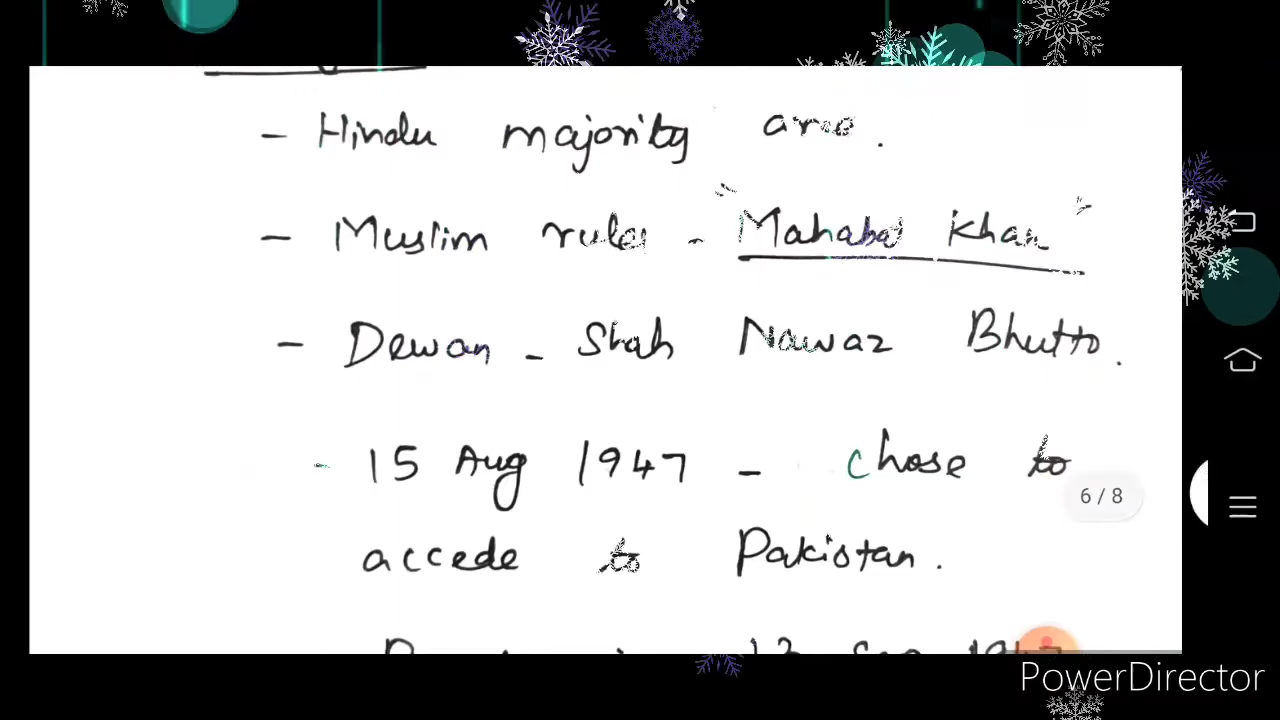 - Hindu majority area.
- Muslim ruler - "Mahabat Khan"
- Dewan - Shah Nawaz Bhutto.
- 15 Aug 1947 - chose to
6 / 8
accede to Pakistan.
PowerDirector